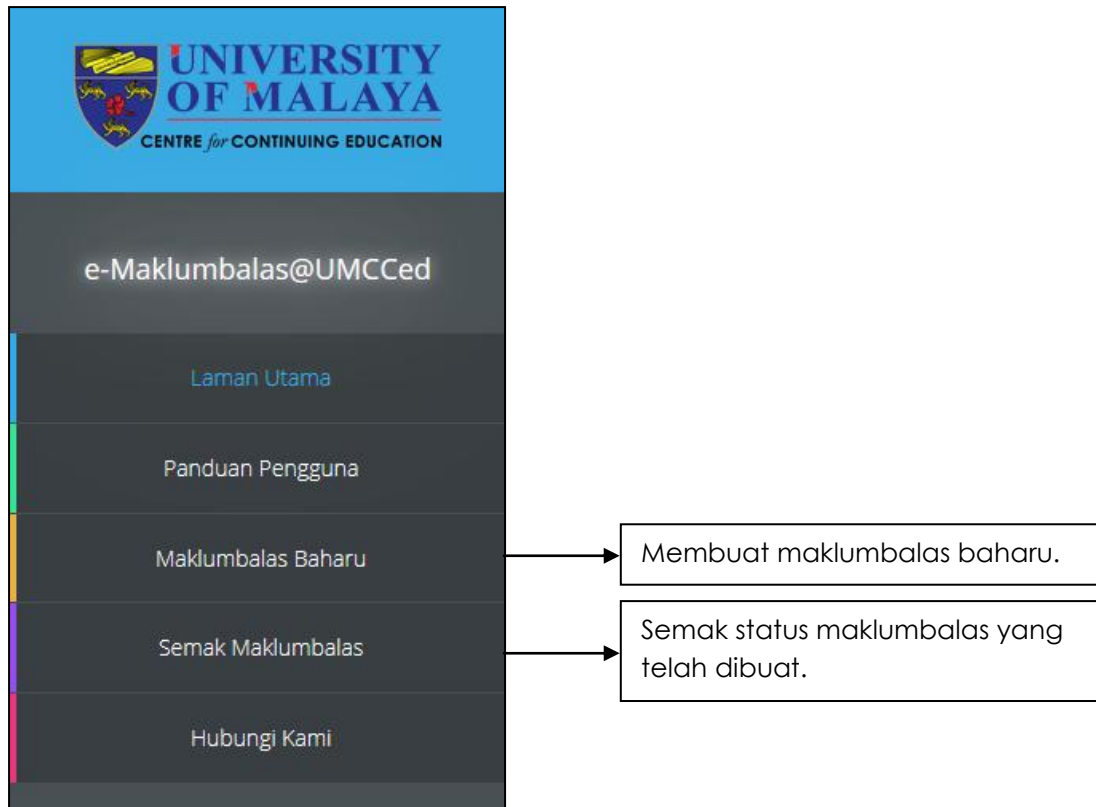 UNIVERSITY
OF MALAYA
CENTRE for CONTINUING EDUCATION
e-Maklumbalas@UMCCed
Laman Utama
Panduan Pengguna
Maklumbalas Baharu
Membuat maklumbalas baharu.
Semak Maklumbalas
Semak status maklumbalas yang
telah dibuat.
Hubungi Kami